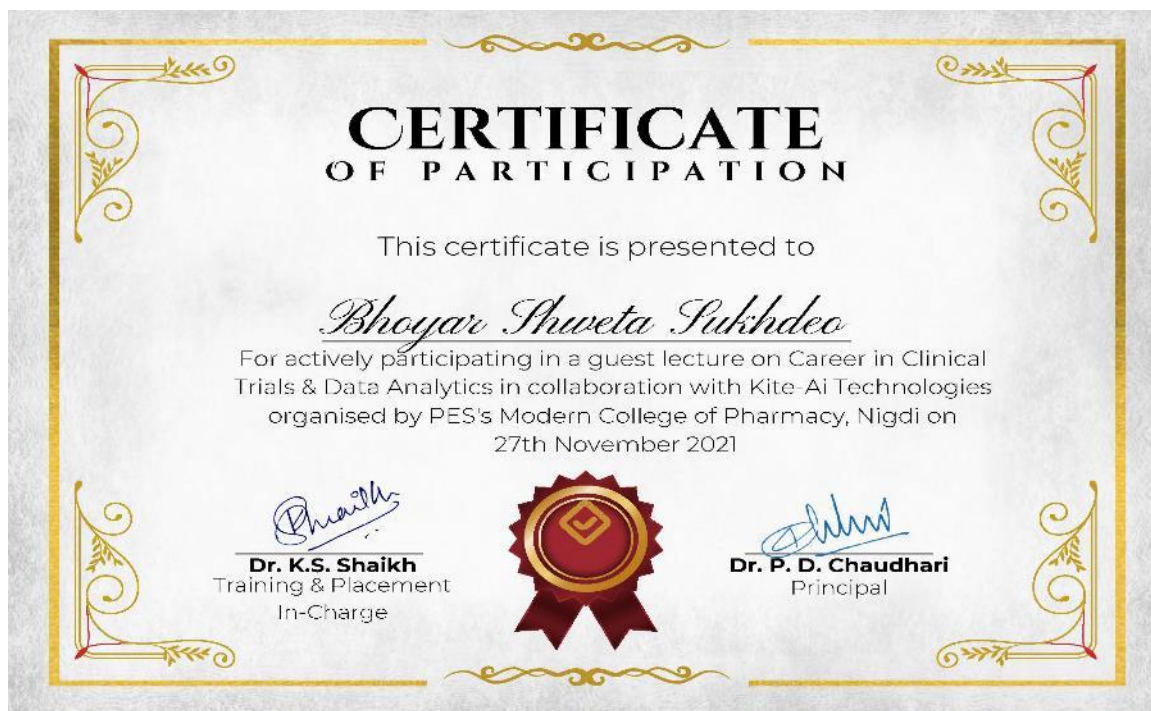 CERTIFICATE
OF PARTICIPATION
This certificate is presented to
Bhoyar Shweta Sukhdeo
For actively participating in a guest lecture on Career in Clinical
Trials & Data Analytics in collaboration with Kite-Ai Technologies
organised by PES's Modern College of Pharmacy, Nigdi on
27th November 2021
Dr. K.S. Shaikh
Training & Placement
In-Charge
Dr. P. D. Chaudhari
Principal